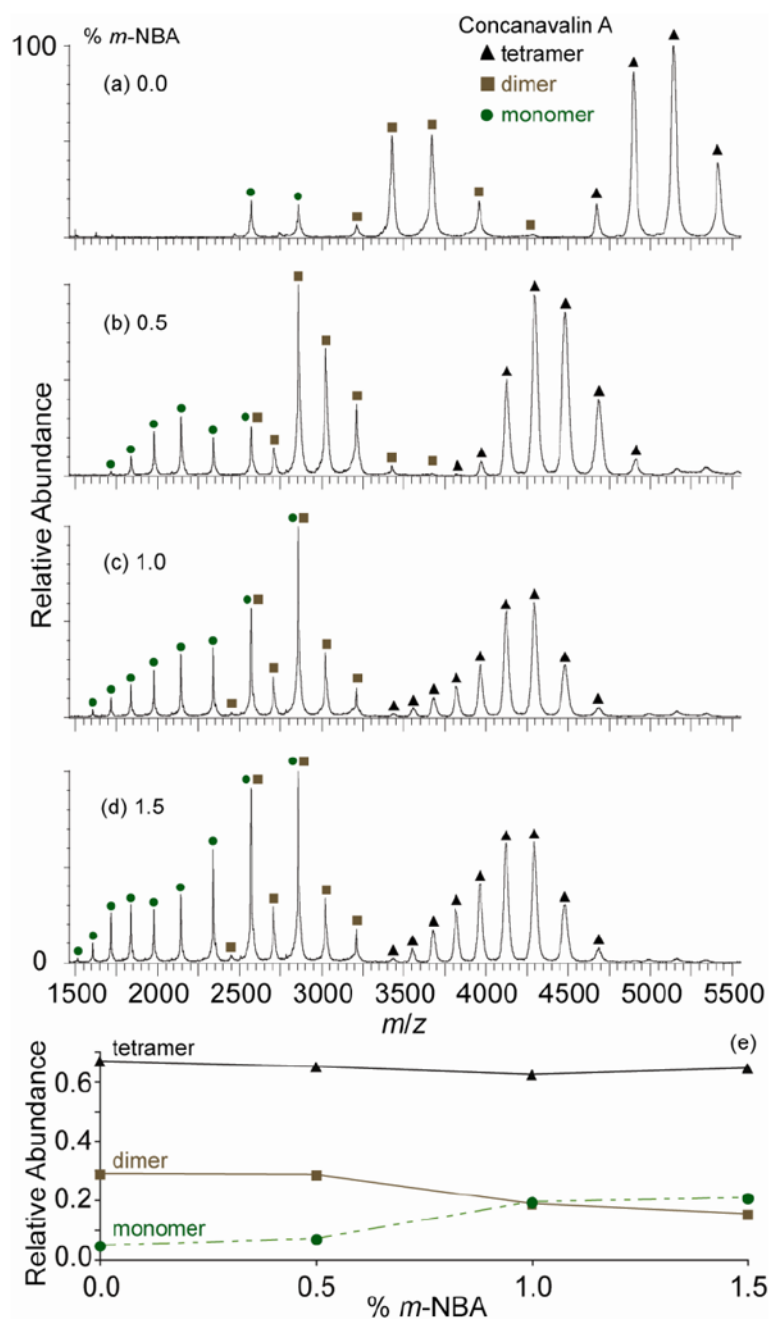 % m-NBA
Concanavalin A
tetramer
dimer
monomer
100
(a) 0.0
(b) 0.5
(c) 1.0
(d) 1.5
0
Relative Abundance
1500 2000 2500 3000 3500 4000 4500 5000 5500
m/z
(e)
tetramer
dimer
monomer
0.6
0.4
0.2
0.0
Relative Abundance
0.0 0.5 1.0 1.5
% m-NBA